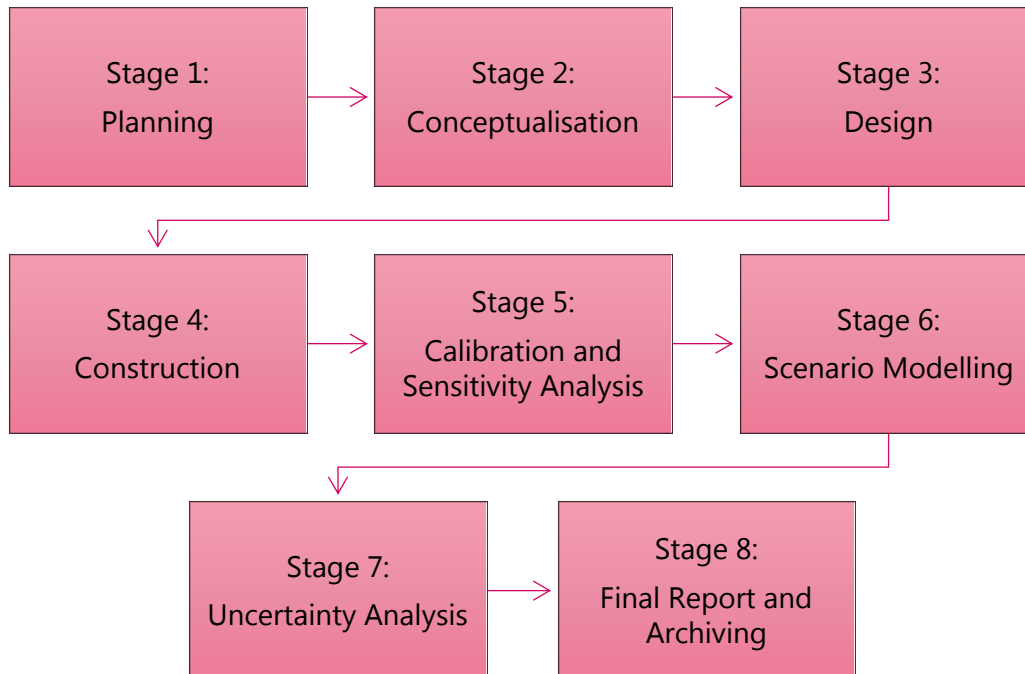 Stage 1:
Planning
Stage 2:
Conceptualisation
Stage 3:
Design
Stage 4:
Construction
Stage 5:
Calibration and
Sensitivity Analysis
Stage 6:
Scenario Modelling
Stage 7:
Uncertainty Analysis
Stage 8:
Final Report and
Archiving